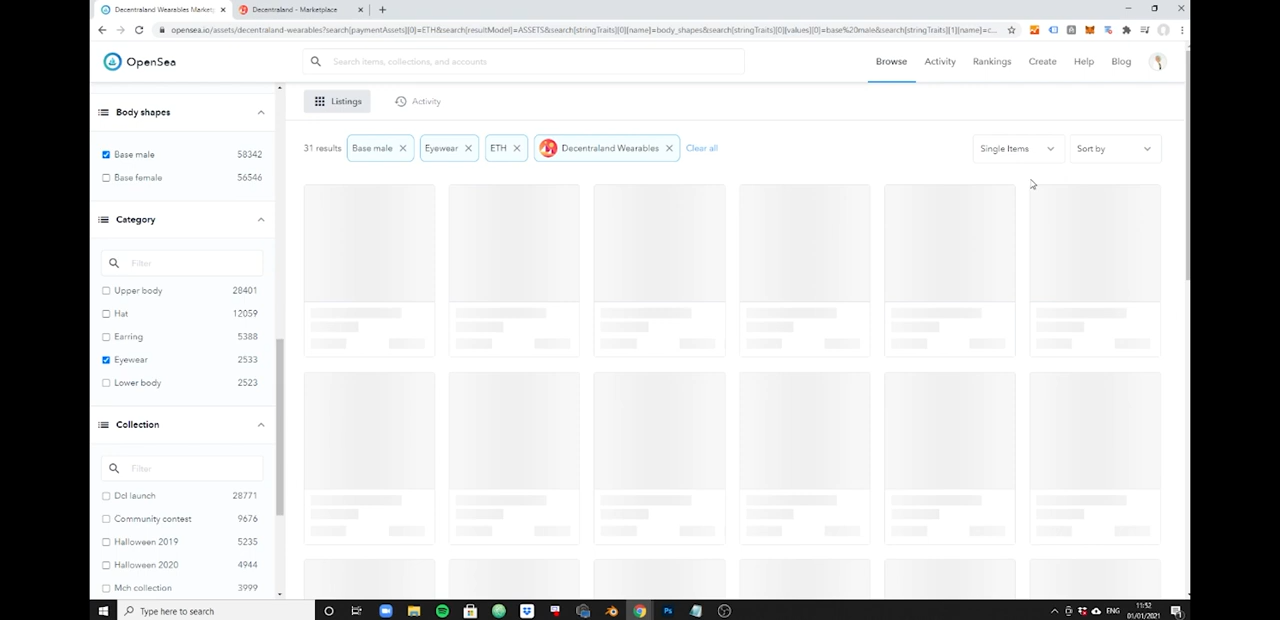 Decentraland Wearables Marketp
Decentraland - Marketplace
opensea.io/assets/decentraland-wearables?search[paymentAssets][0]=ETH&search[resultModel]=ASSETS&search[stringTraits][0][name]=body_shapes&search[stringTraits][0][values][0]=base%20male&search[stringTraits][1][name]=c...
OpenSea
Search items, collections, and accounts
Browse
Activity
Rankings
Create
Help
Blog
Body shapes
Base male 58342
Base female 56546
Category
Filter
Upper body 28401
Hat 12059
Earring 5388
Eyewear 2533
Lower body 2523
Collection
Filter
Dcl launch 28771
Community contest 9676
Halloween 2019 5235
Halloween 2020 4944
Mch collection 3999
Listings
Activity
31 results
Base male
Eyewear
ETH
Decentraland Wearables
Clear all
Single Items
Sort by
Type here to search
Ps
ENG
11:52
01/01/2021